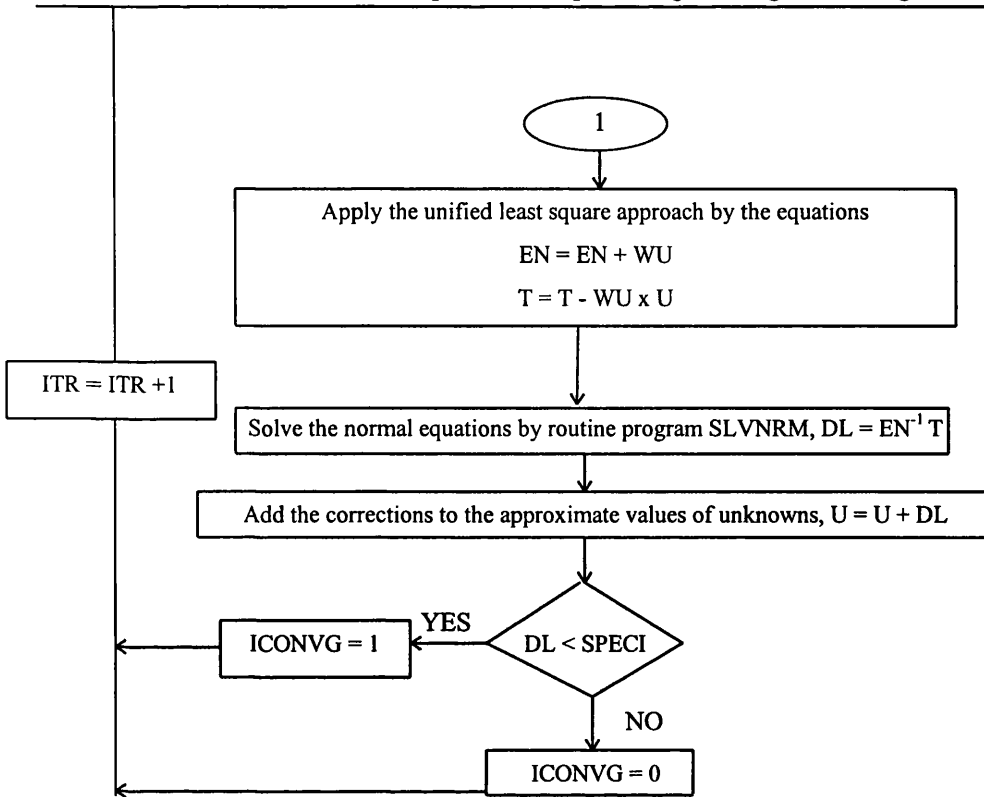 1
Apply the unified least square approach by the equations
EN = EN + WU
T = T - WU x U
ITR = ITR +1
Solve the normal equations by routine program SLVNRM, DL = EN⁻¹ T
Add the corrections to the approximate values of unknowns, U = U + DL
DL < SPECI
YES
ICONVG = 1
NO
ICONVG = 0